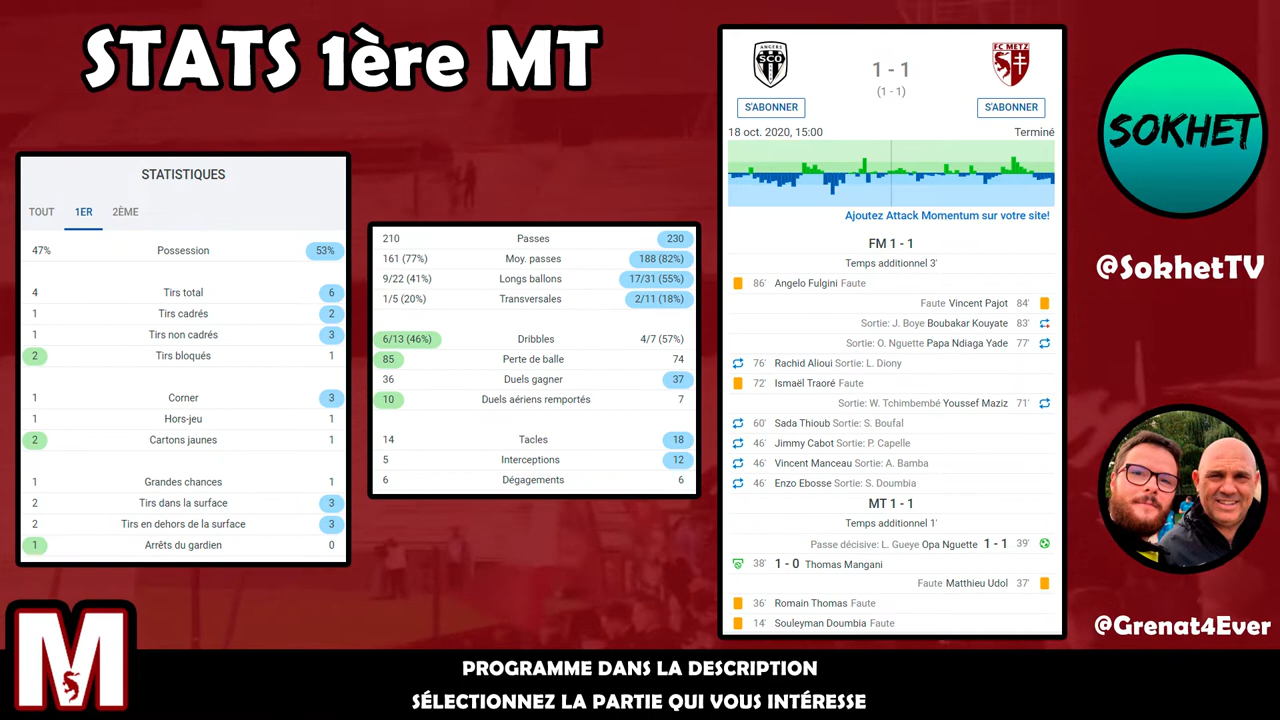 STATS 1ère MT
STATISTIQUES
TOUT 1ER 2ÈME
47% Possession 53%
4 Tirs total 6
1 Tirs cadrés 2
1 Tirs non cadrés 3
2 Tirs bloqués 1
1 Corner 3
1 Hors-jeu 1
2 Cartons jaunes 1
1 Grandes chances 1
2 Tirs dans la surface 3
2 Tirs en dehors de la surface 3
1 Arrêts du gardien 0
210 Passes 230
161 (77%) Moy. passes 188 (82%)
9/22 (41%) Longs ballons 17/31 (55%)
1/5 (20%) Transversales 2/11 (18%)
6/13 (46%) Dribbles 4/7 (57%)
85 Perte de balle 74
36 Duels gagner 37
10 Duels aériens remportés 7
14 Tacles 18
5 Interceptions 12
6 Dégagements 6
ANGERS SCO
1 - 1
FC METZ
(1 - 1)
S'ABONNER S'ABONNER
18 oct. 2020, 15:00 Terminé
Ajoutez Attack Momentum sur votre site!
FM 1 - 1
Temps additionnel 3'
86' Angelo Fulgini Faute
Faute Vincent Pajot 84'
Sortie: J. Boye Boubakar Kouyate 83'
Sortie: O. Nguette Papa Ndiaga Yade 77'
76' Rachid Alioui Sortie: L. Diony
72' Ismaël Traoré Faute
Sortie: W. Tchimbembé Youssef Maziz 71'
60' Sada Thioub Sortie: S. Boufal
46' Jimmy Cabot Sortie: P. Capelle
46' Vincent Manceau Sortie: A. Bamba
46' Enzo Ebosse Sortie: S. Doumbia
MT 1 - 1
Temps additionnel 1'
Passe décisive: L. Gueye Opa Nguette 1 - 1 39'
38' 1 - 0 Thomas Mangani
Faute Matthieu Udol 37'
36' Romain Thomas Faute
14' Souleyman Doumbia Faute
SOKHET
@SokhetTV
@Grenat4Ever
M
PROGRAMME DANS LA DESCRIPTION
SÉLECTIONNEZ LA PARTIE QUI VOUS INTÉRESSE